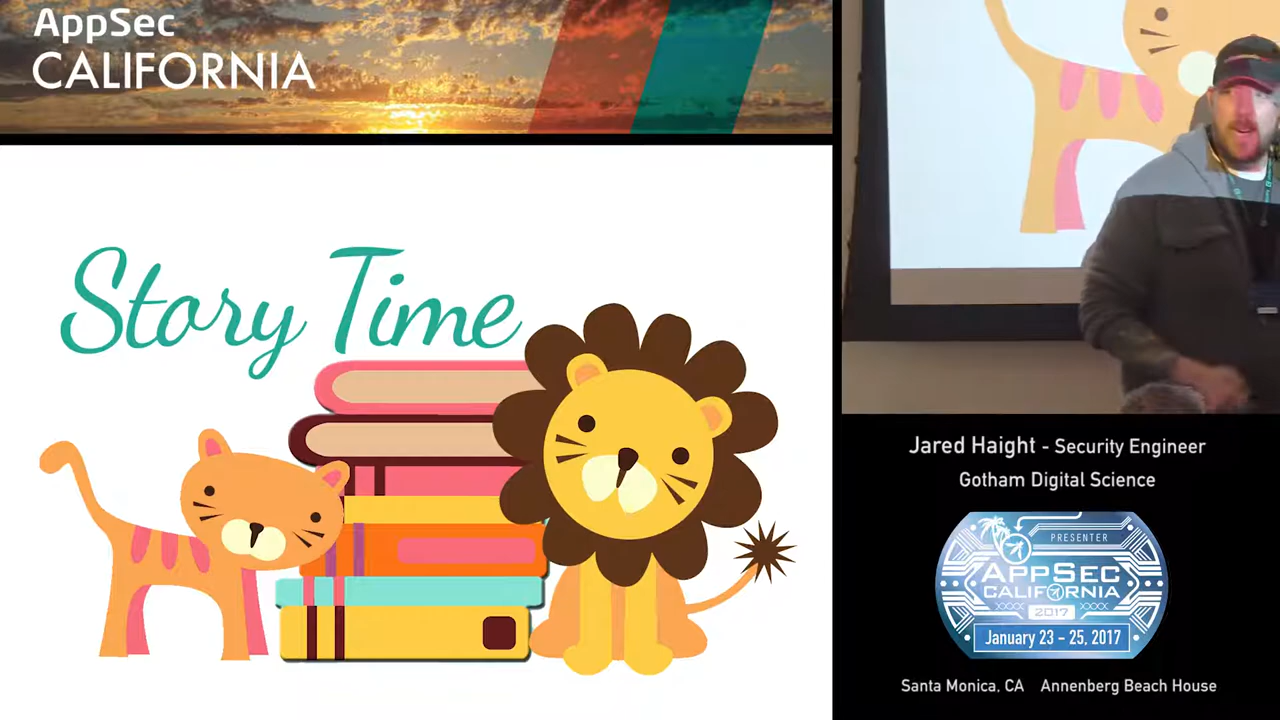 AppSec
CALIFORNIA
Story Time
Jared Haight - Security Engineer
Gotham Digital Science
PRESENTER
APPSEC
CALIFORNIA
2017
January 23 - 25, 2017
Santa Monica, CA Annenberg Beach House